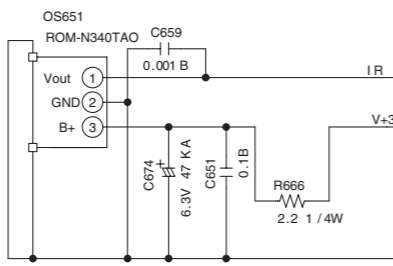 OS651
ROM-N340TAO
C659
0.001 B
Vout 1
IR
GND 2
B+ 3
V+3
C674
+
6.3V 47 KA
C651
0.1B
R666
2.2 1/4W